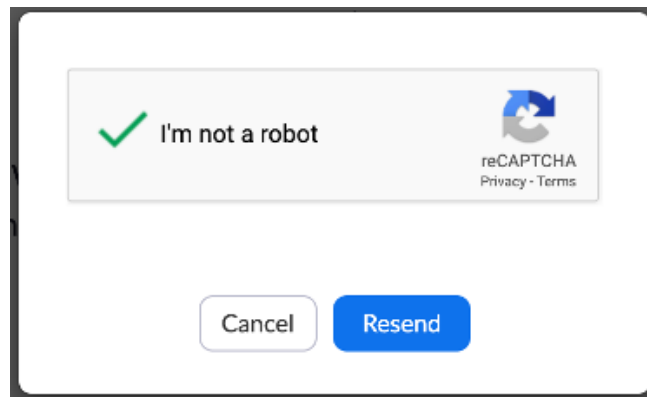 I'm not a robot
reCAPTCHA
Privacy - Terms
Cancel
Resend